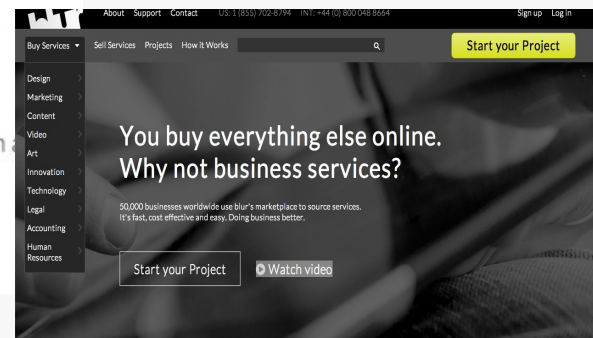 About Support Contact US: 1 (855) 702-8794 INT: +44 (0) 800 048 8664 Sign up Log in
Buy Services Sell Services Projects How it Works Start your Project
Design
Marketing
Content
Video
Art
Innovation
Technology
Legal
Accounting
Human
Resources
You buy everything else online.
Why not business services?
50,000 businesses worldwide use blur's marketplace to source services.
It's fast, cost effective and easy. Doing business better.
Start your Project Watch video